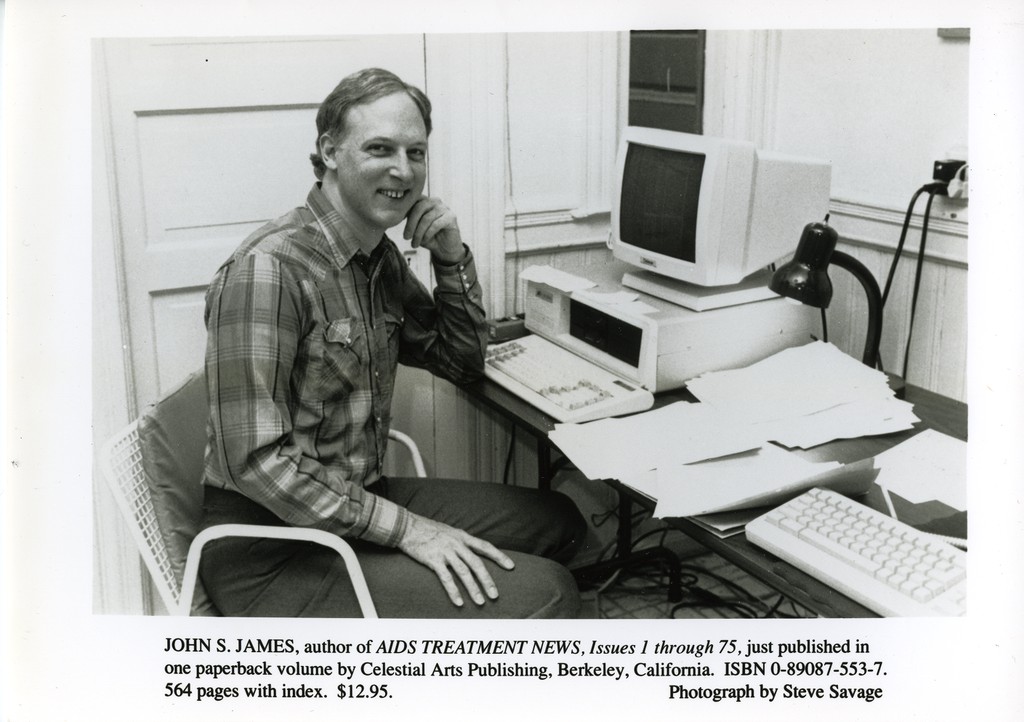 JOHN S. JAMES, author of AIDS TREATMENT NEWS, Issues 1 through 75, just published in
one paperback volume by Celestial Arts Publishing, Berkeley, California. ISBN 0-89087-553-7.
564 pages with index. $12.95. Photograph by Steve Savage